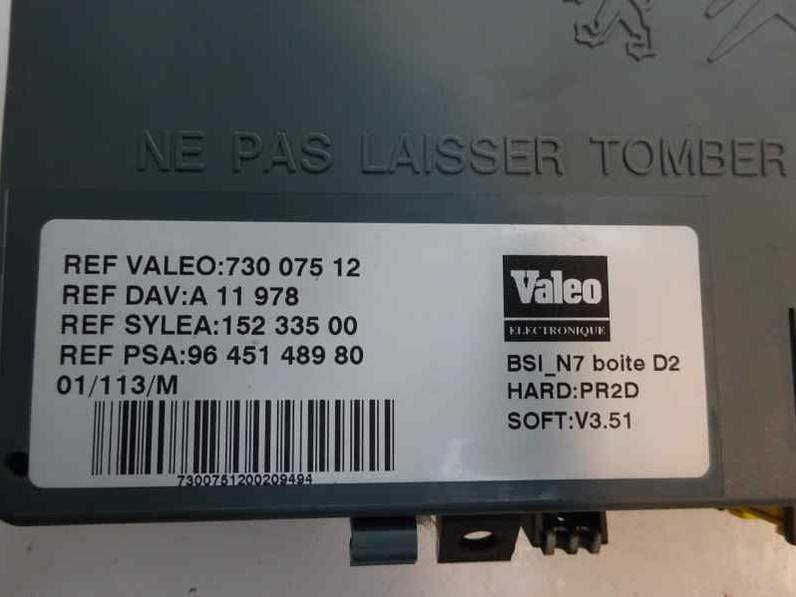 NE PAS LAISSER TOMBER
REF VALEO:730 075 12
REF DAV:A 11 978
REF SYLEA:152 335 00
REF PSA:96 451 489 80
01/113/M
7300751200209494
Valeo
ELECTRONIQUE
BSI_N7 boite D2
HARD:PR2D
SOFT:V3.51